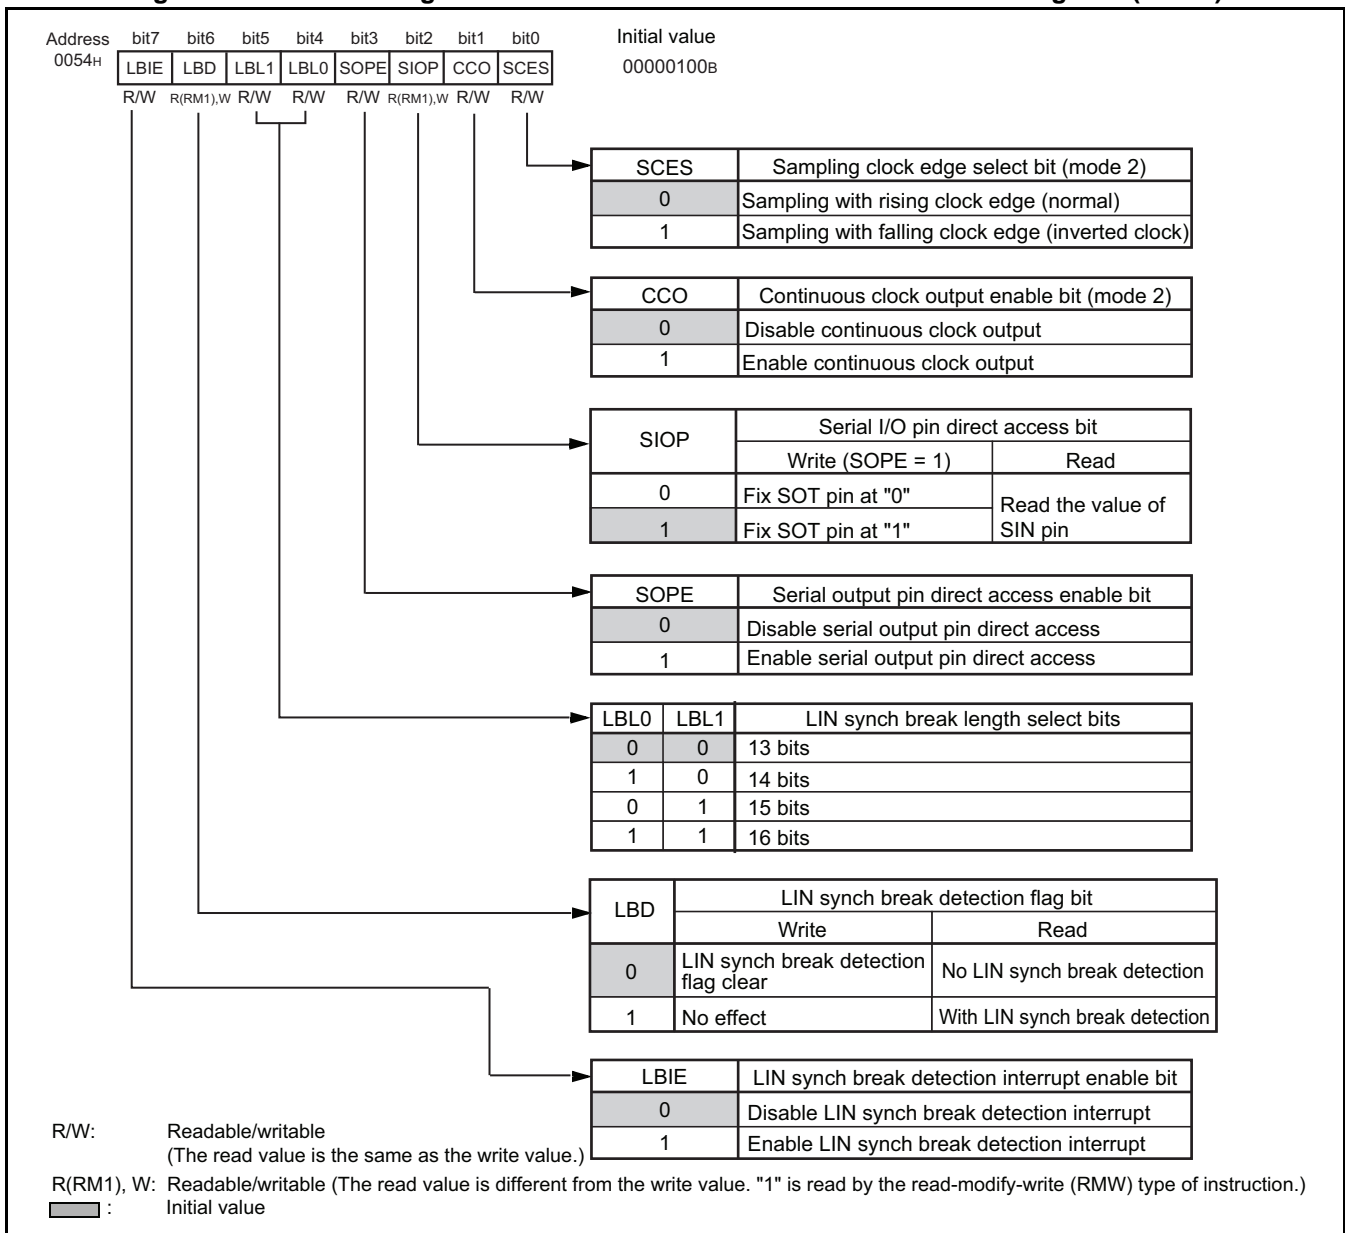 Address bit7 bit6 bit5 bit4 bit3 bit2 bit1 bit0 Initial value
0054H LBIE LBD LBL1 LBL0 SOPE SIOP CCO SCES 00000100B
R/W R(RM1),W R/W R/W R/W R(RM1),W R/W R/W
SCES Sampling clock edge select bit (mode 2)
0 Sampling with rising clock edge (normal)
1 Sampling with falling clock edge (inverted clock)
CCO Continuous clock output enable bit (mode 2)
0 Disable continuous clock output
1 Enable continuous clock output
SIOP Serial I/O pin direct access bit
Write (SOPE = 1) Read
0 Fix SOT pin at "0" Read the value of
1 Fix SOT pin at "1" SIN pin
SOPE Serial output pin direct access enable bit
0 Disable serial output pin direct access
1 Enable serial output pin direct access
LBL0 LBL1 LIN synch break length select bits
0 0 13 bits
1 0 14 bits
0 1 15 bits
1 1 16 bits
LBD LIN synch break detection flag bit
Write Read
0 LIN synch break detection No LIN synch break detection
flag clear
1 No effect With LIN synch break detection
LBIE LIN synch break detection interrupt enable bit
0 Disable LIN synch break detection interrupt
1 Enable LIN synch break detection interrupt
R/W: Readable/writable
(The read value is the same as the write value.)
R(RM1), W: Readable/writable (The read value is different from the write value. "1" is read by the read-modify-write (RMW) type of instruction.)
: Initial value